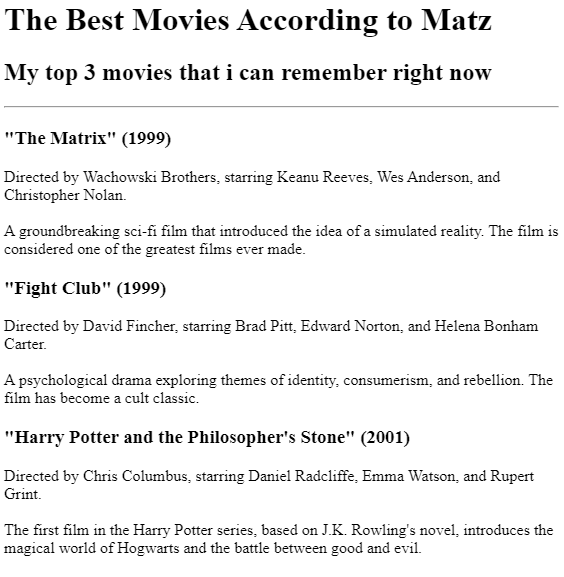 The Best Movies According to Matz
My top 3 movies that i can remember right now
"The Matrix" (1999)
Directed by Wachowski Brothers, starring Keanu Reeves, Wes Anderson, and
Christopher Nolan.
A groundbreaking sci-fi film that introduced the idea of a simulated reality. The film is
considered one of the greatest films ever made.
"Fight Club" (1999)
Directed by David Fincher, starring Brad Pitt, Edward Norton, and Helena Bonham
Carter.
A psychological drama exploring themes of identity, consumerism, and rebellion. The
film has become a cult classic.
"Harry Potter and the Philosopher's Stone" (2001)
Directed by Chris Columbus, starring Daniel Radcliffe, Emma Watson, and Rupert
Grint.
The first film in the Harry Potter series, based on J.K. Rowling's novel, introduces the
magical world of Hogwarts and the battle between good and evil.